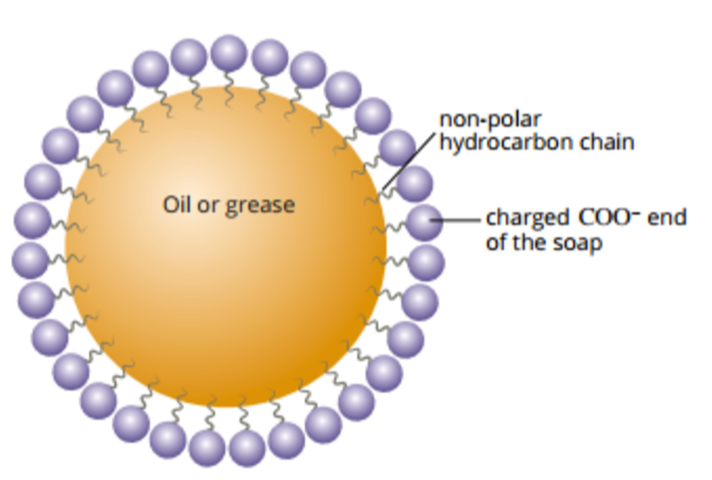 non-polar
hydrocarbon chain
Oil or grease
charged COO⁻ end
of the soap